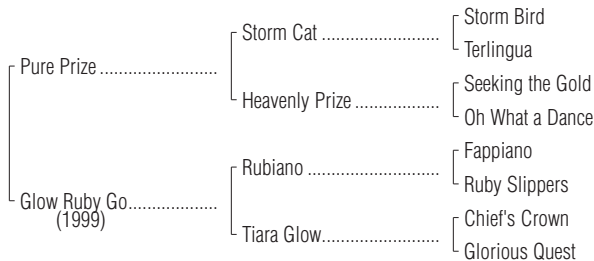 Storm Bird
Storm Cat ..........................
Terlingua
Pure Prize ..........................
Seeking the Gold
Heavenly Prize ...................
Oh What a Dance
Fappiano
Rubiano .............................
Ruby Slippers
Glow Ruby Go....................
(1999)
Chief's Crown
Tiara Glow..........................
Glorious Quest